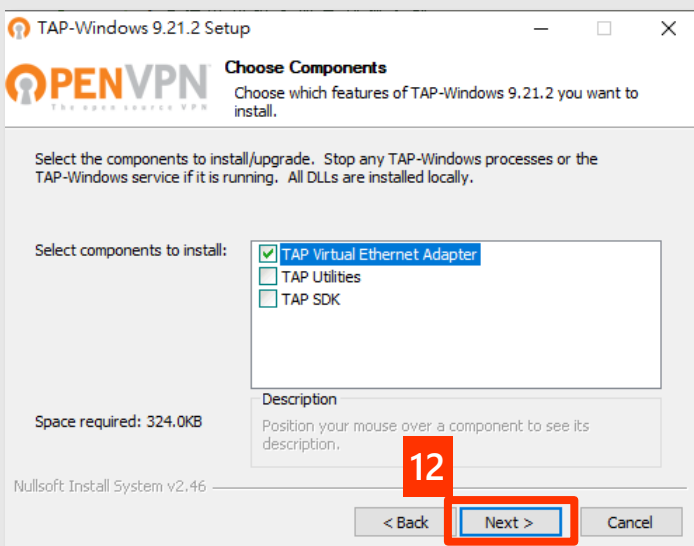 TAP-Windows 9.21.2 Setup
OPENVPN
The open source VPN
Choose Components
Choose which features of TAP-Windows 9.21.2 you want to
install.
Select the components to install/upgrade. Stop any TAP-Windows processes or the
TAP-Windows service if it is running. All DLLs are installed locally.
Select components to install:
TAP Virtual Ethernet Adapter
TAP Utilities
TAP SDK
Space required: 324.0KB
Description
Position your mouse over a component to see its
description.
12
Nullsoft Install System v2.46
< Back
Next >
Cancel